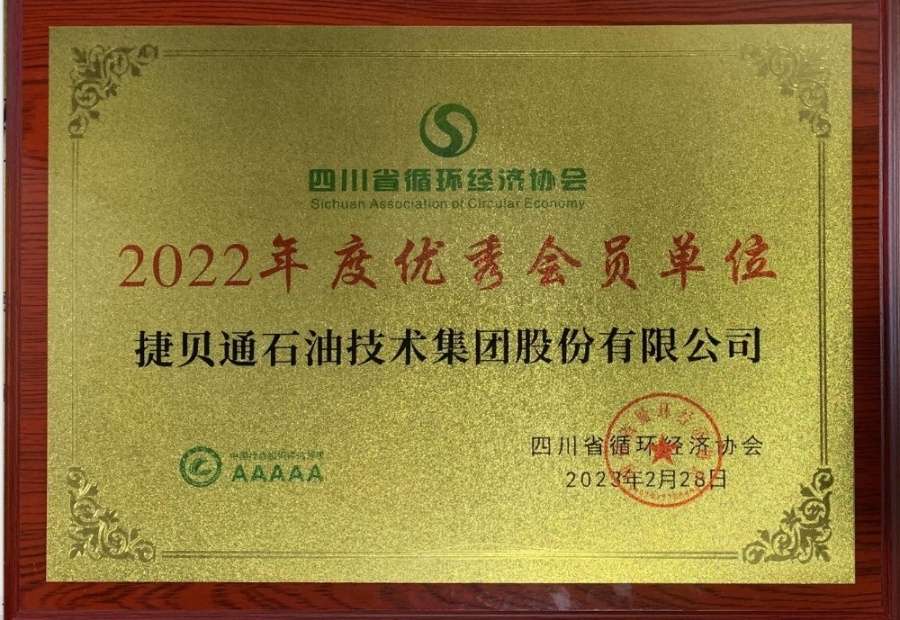 四川省循环经济协会
Sichuan Association of Circular Economy
2022年度优秀会员单位
捷贝通石油技术集团股份有限公司
AAAAA
四川省循环经济协会
2023年2月28日